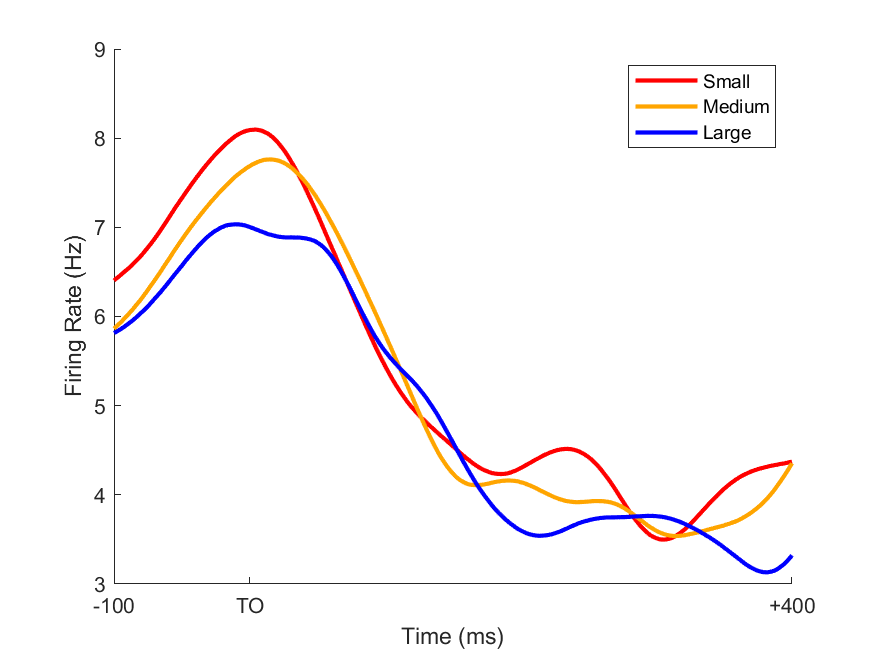 9
8
7
6
5
4
3
Firing Rate (Hz)
-100
TO
+400
Time (ms)
Small
Medium
Large